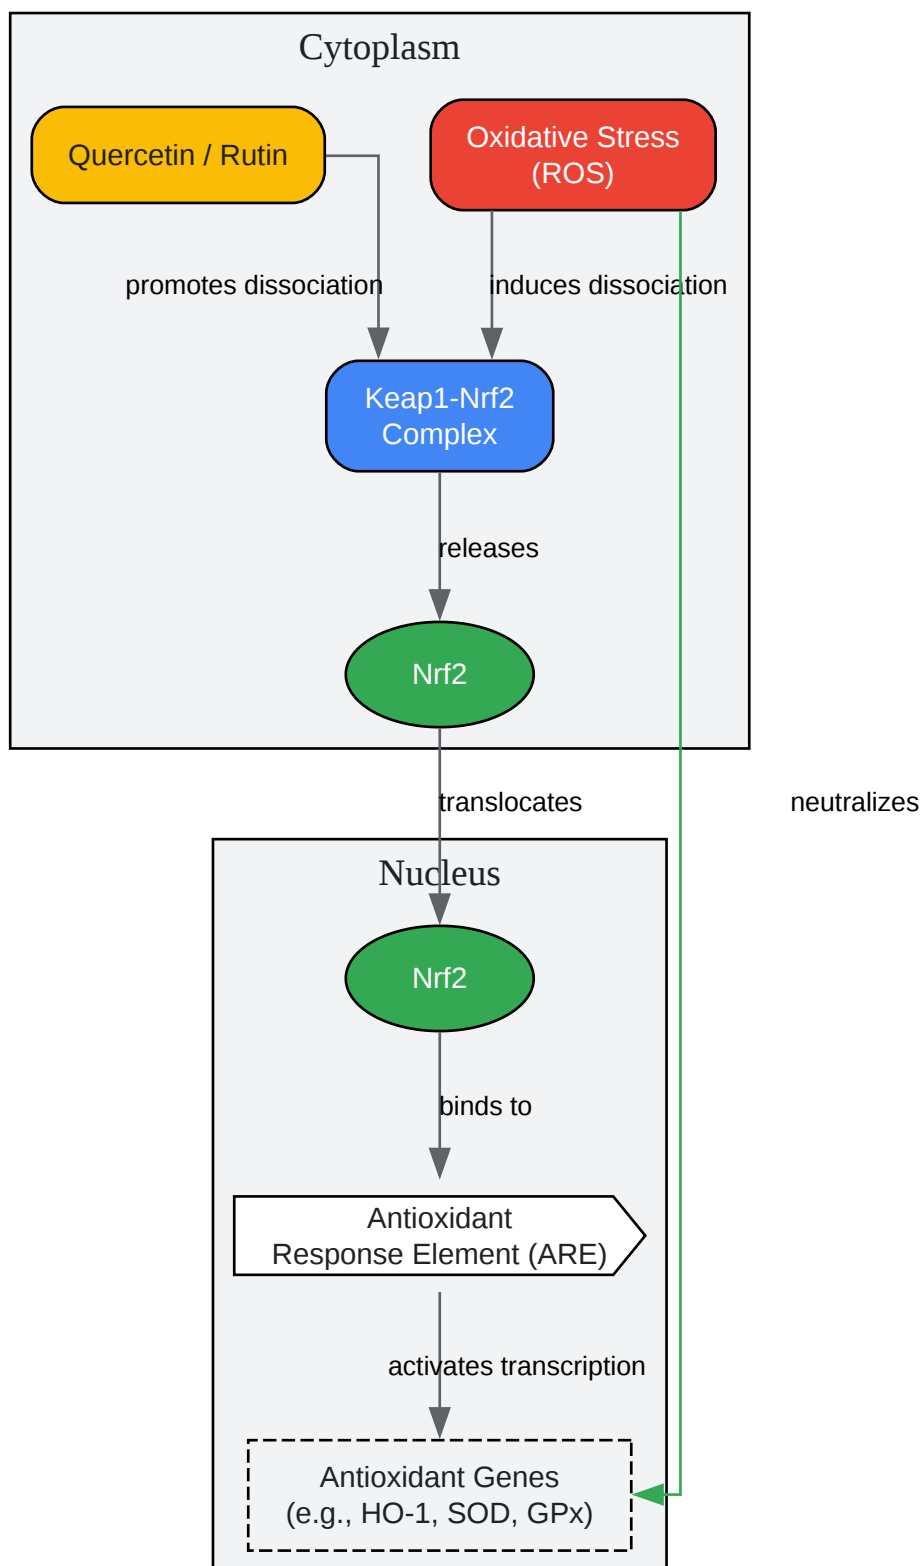 Cytoplasm
Quercetin / Rutin
Oxidative Stress
(ROS)
promotes dissociation
induces dissociation
Keap1-Nrf2
Complex
releases
Nrf2
translocates
neutralizes
Nucleus
Nrf2
binds to
Antioxidant
Response Element (ARE)
activates transcription
Antioxidant Genes
(e.g., HO-1, SOD, GPx)